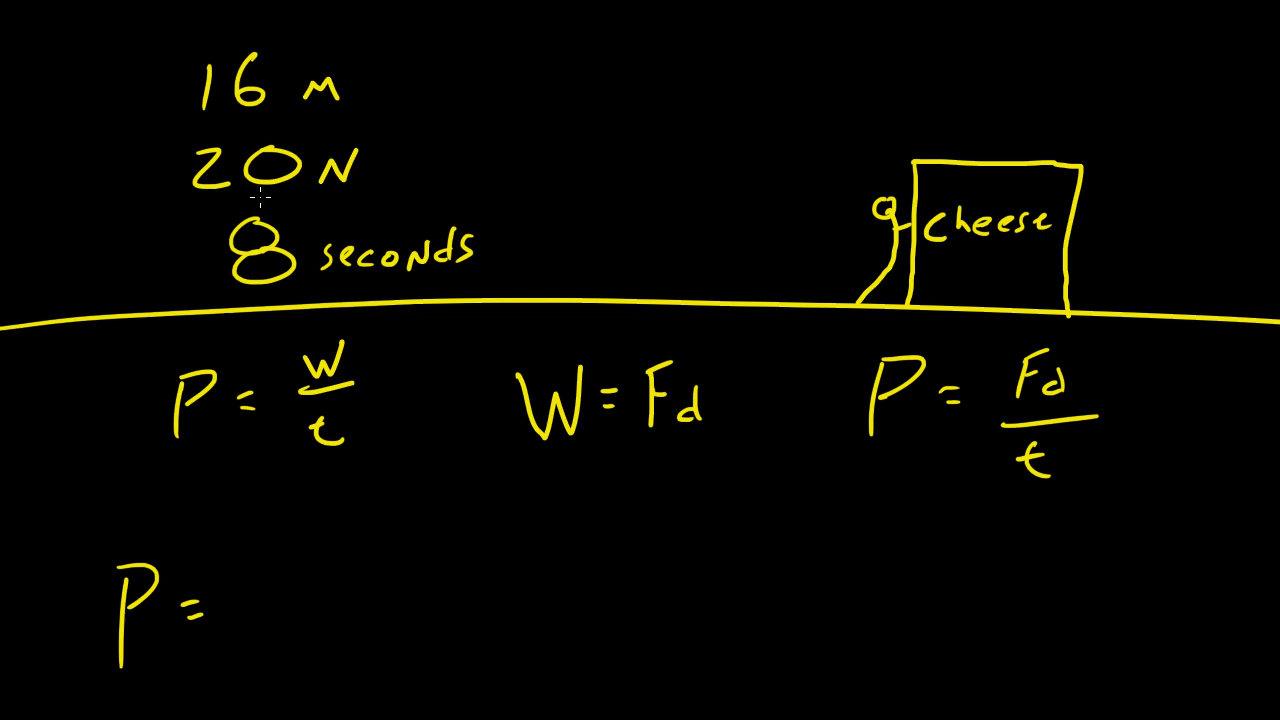 16 m
20 N
8 seconds
Cheese
P = W/t
W = Fd
P = Fd/t
P =